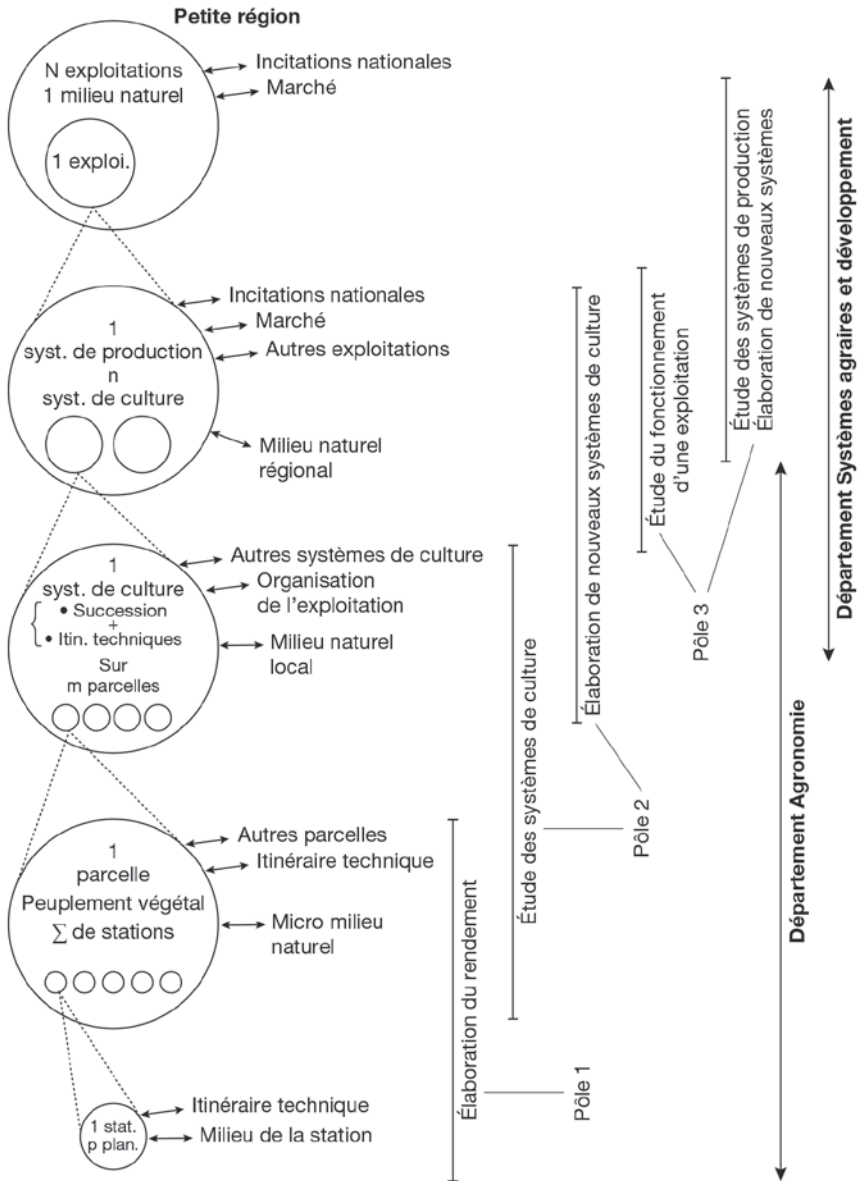 Petite région
N exploitations
1 milieu naturel
1 exploi.
Incitations nationales
Marché
1
syst. de production
n
syst. de culture
Incitations nationales
Marché
Autres exploitations
Milieu naturel
régional
1
syst. de culture
{ • Succession
+
• Itin. techniques
Sur
m parcelles
Autres systèmes de culture
Organisation
de l'exploitation
Milieu naturel
local
1
parcelle
Peuplement végétal
∑ de stations
Autres parcelles
Itinéraire technique
Micro milieu
naturel
1 stat.
p plan.
Itinéraire technique
Milieu de la station
Élaboration du rendement
Pôle 1
Étude des systèmes de culture
Élaboration de nouveaux systèmes de culture
Pôle 2
Étude du fonctionnement
d'une exploitation
Étude des systèmes de production
Élaboration de nouveaux systèmes
Pôle 3
Département Agronomie
Département Systèmes agraires et développement